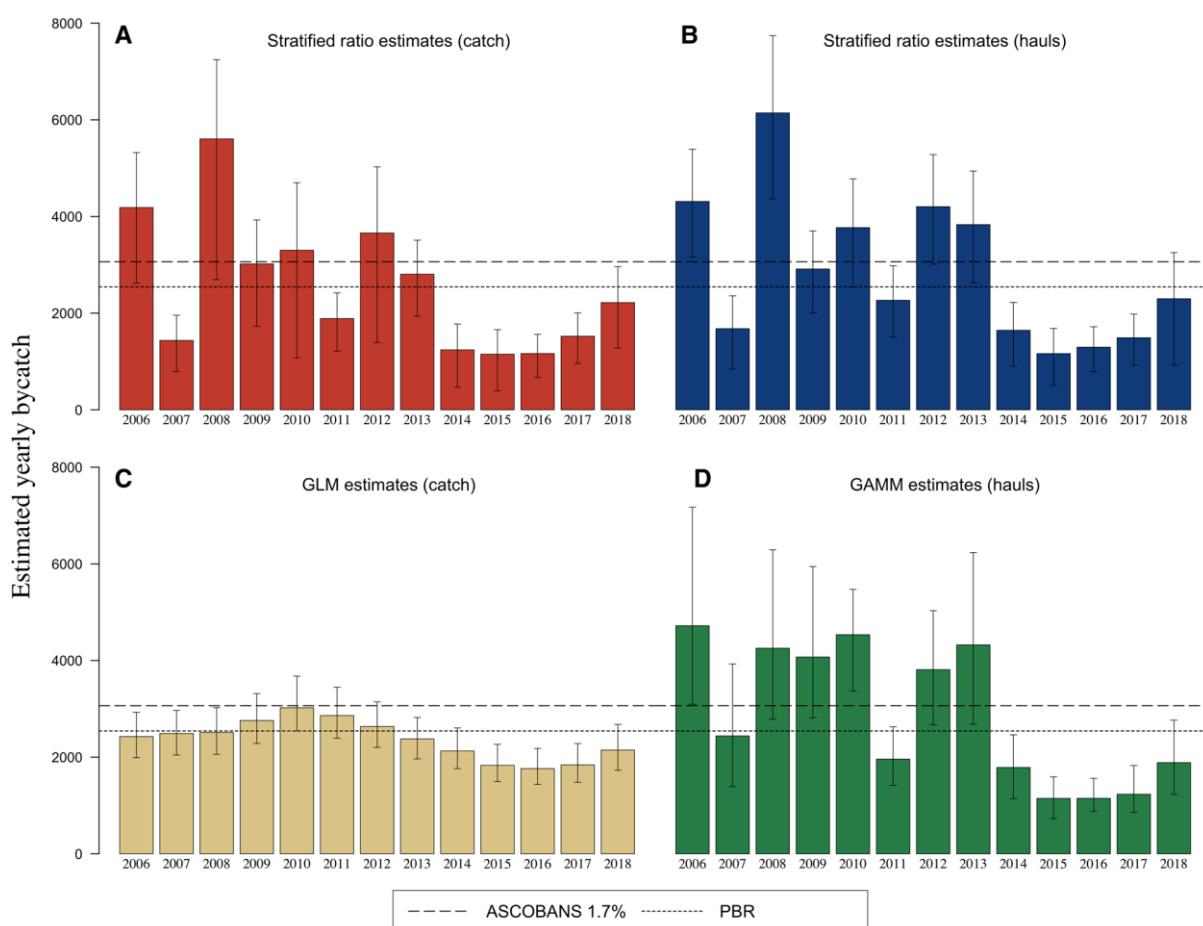 A
Stratified ratio estimates (catch)
8000
6000
4000
2000
0
2006 2007 2008 2009 2010 2011 2012 2013 2014 2015 2016 2017 2018
B
Stratified ratio estimates (hauls)
2006 2007 2008 2009 2010 2011 2012 2013 2014 2015 2016 2017 2018
Estimated yearly bycatch
C
GLM estimates (catch)
8000
6000
4000
2000
0
2006 2007 2008 2009 2010 2011 2012 2013 2014 2015 2016 2017 2018
D
GAMM estimates (hauls)
2006 2007 2008 2009 2010 2011 2012 2013 2014 2015 2016 2017 2018
ASCOBANS 1.7% PBR